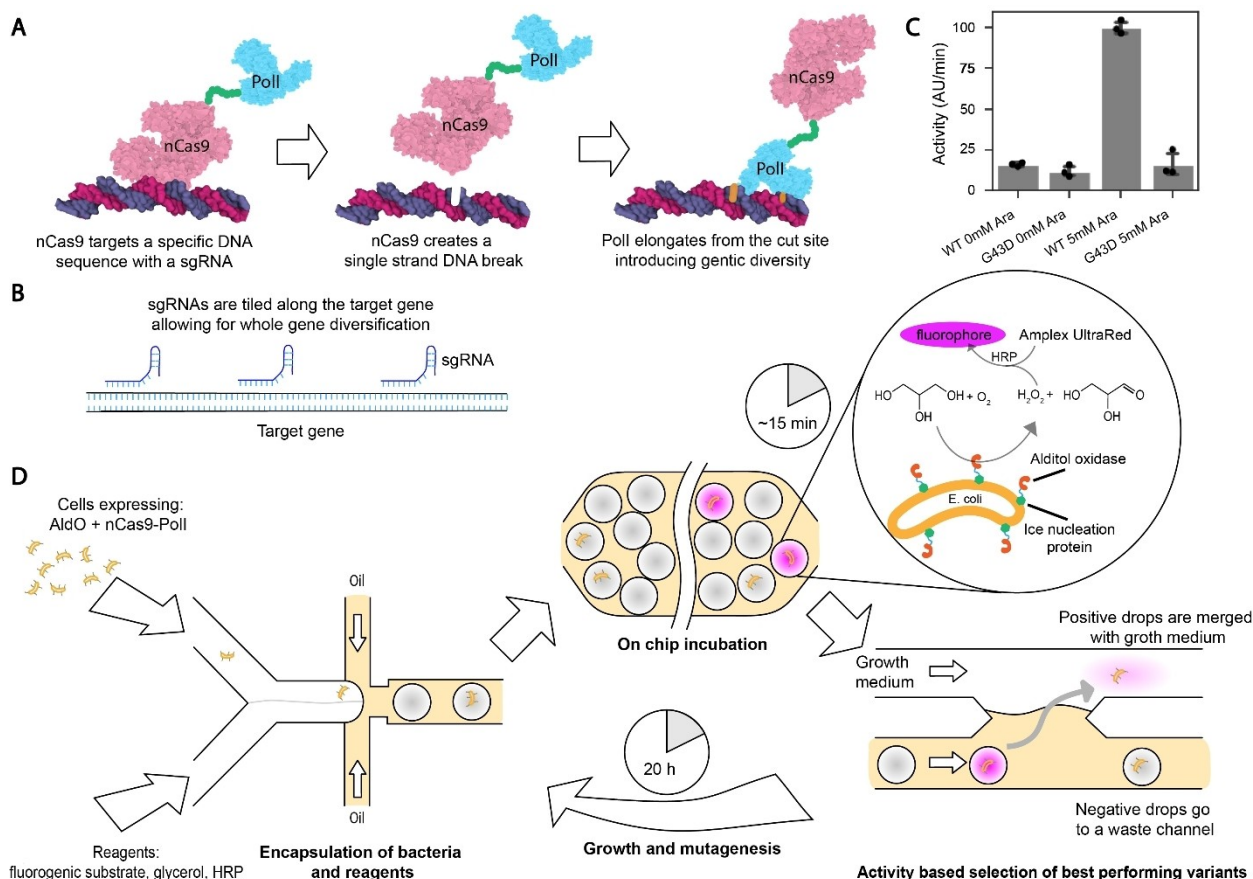 A
PolI
nCas9
PolI
nCas9
nCas9
PolI
nCas9 targets a specific DNA
sequence with a sgRNA
nCas9 creates a
single strand DNA break
PolI elongates from the cut site
introducing gentic diversity
C
Activity (AU/min)
100
75
50
25
0
WT 0mM Ara
G43D 0mM Ara
WT 5mM Ara
G43D 5mM Ara
B
sgRNAs are tiled along the target gene
allowing for whole gene diversification
sgRNA
Target gene
fluorophore
Amplex UltraRed
HRP
OH
OH
OH + O₂
H₂O₂ +
OH
OH
O
Alditol oxidase
E. coli
Ice nucleation
protein
~15 min
D
Cells expressing:
AldO + nCas9-PolI
Oil
Oil
Reagents:
fluorogenic substrate, glycerol, HRP
Encapsulation of bacteria
and reagents
On chip incubation
20 h
Growth and mutagenesis
Positive drops are merged
with groth medium
Growth
medium
Negative drops go
to a waste channel
Activity based selection of best performing variants